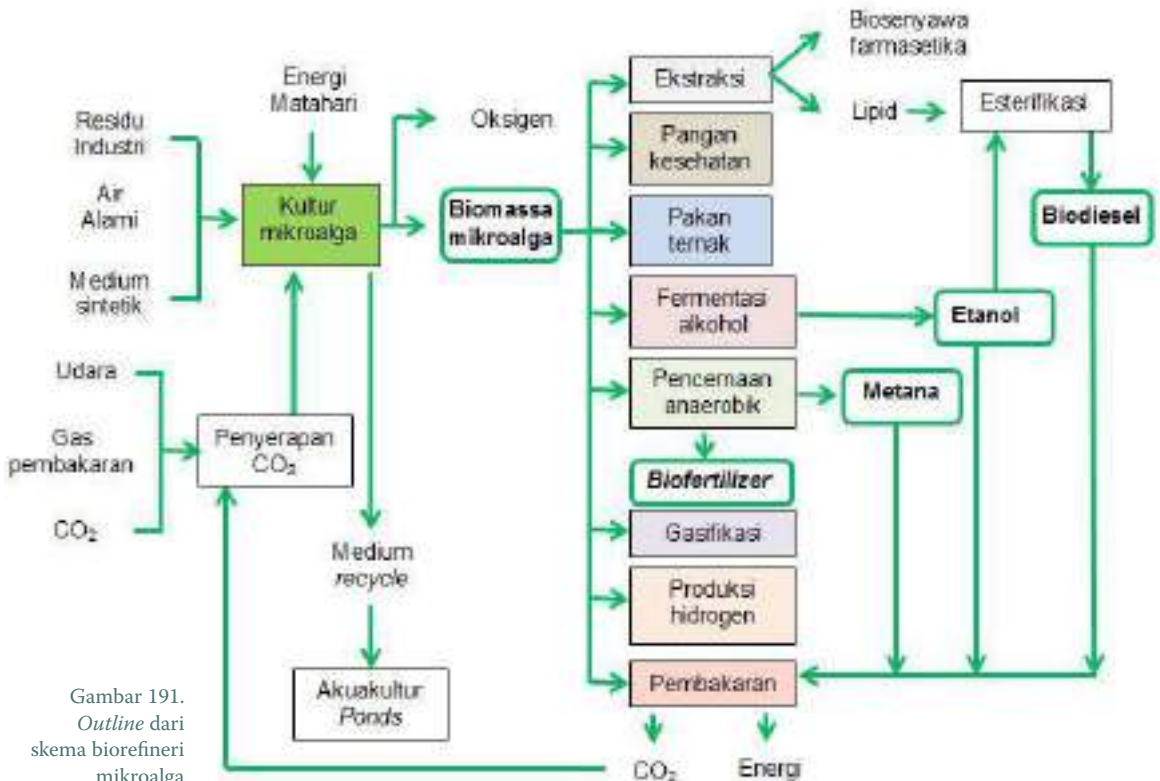 Biosenyawa
farmasetika
Energi
Matahari
Ekstraksi
Lipid
Esterifikasi
Residu
Industri
Oksigen
Pangan
kesehatan
Air
Alami
Kultur
mikroalga
Biomassa
mikroalga
Pakan
ternak
Biodiesel
Medium
sintetik
Fermentasi
alkohol
Etanol
Udara
Pencernaan
anaerobik
Metana
Gas
pembakaran
Penyerapan
CO₂
Biofertilizer
CO₂
Gasifikasi
Medium
recycle
Produksi
hidrogen
Akuakultur
Ponds
Pembakaran
CO₂
Energi
Gambar 191.
Outline dari
skema biorefineri
mikroalga